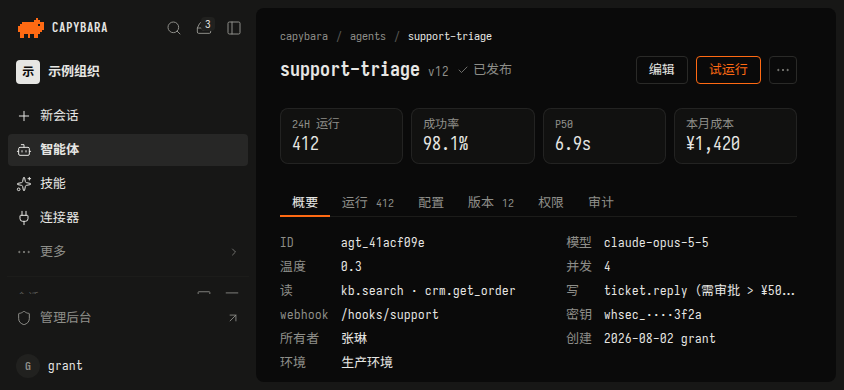 CAPYBARA
3
示 示例组织
新会话
智能体
技能
连接器
更多
管理后台
G grant
capybara / agents / support-triage
support-triage v12 已发布
编辑 试运行 ···
24H 运行
412
成功率
98.1%
P50
6.9s
本月成本
¥1,420
概要 运行 412 配置 版本 12 权限 审计
ID agt_41acf09e 模型 claude-opus-5-5
温度 0.3 并发 4
读 kb.search · crm.get_order 写 ticket.reply (需审批 > ¥50...
webhook /hooks/support 密钥 whsec_····3f2a
所有者 张琳 创建 2026-08-02 grant
环境 生产环境